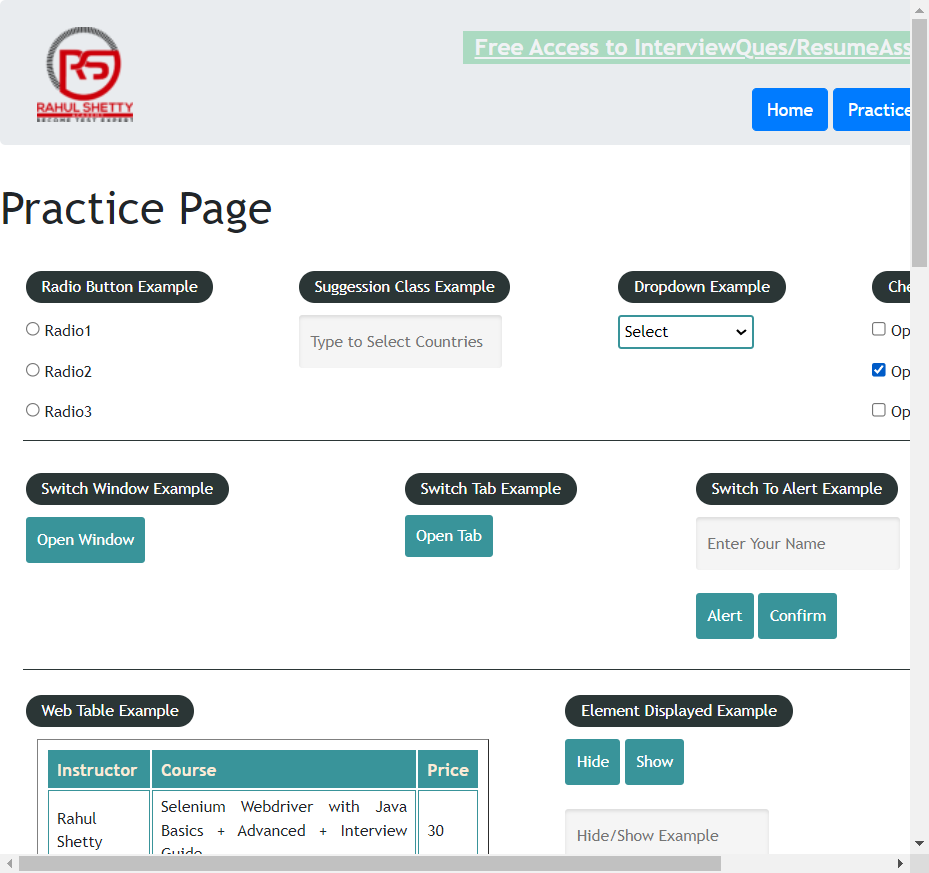 Free Access to InterviewQues/ResumeAss
RAHUL SHETTY
ACADEMY
BECOME TEST EXPERT
Home
Practice
Practice Page
Radio Button Example
Suggession Class Example
Dropdown Example
Che
Radio1
Type to Select Countries
Select
Op
Radio2
Op
Radio3
Op
Switch Window Example
Switch Tab Example
Switch To Alert Example
Open Window
Open Tab
Enter Your Name
Alert
Confirm
Web Table Example
Element Displayed Example
Hide
Show
Instructor
Course
Price
Rahul
Shetty
Selenium Webdriver with Java
Basics + Advanced + Interview
Guide
30
Hide/Show Example